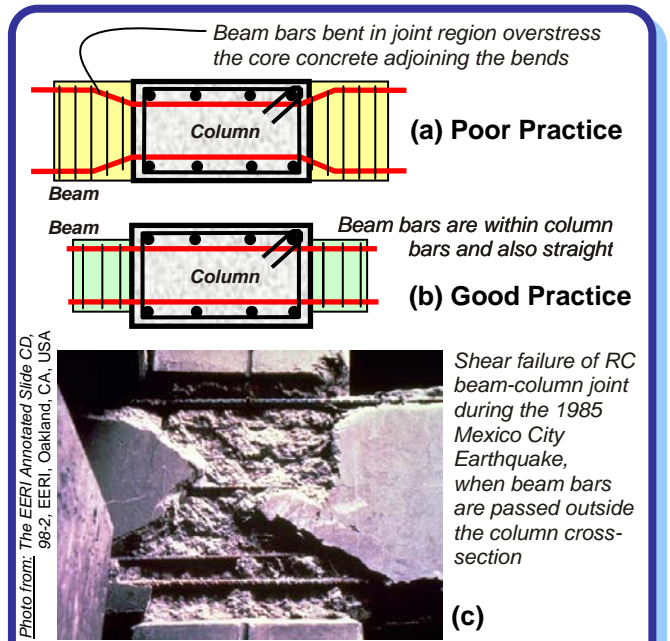 Beam bars bent in joint region overstress
the core concrete adjoining the bends
Column
(a) Poor Practice
Beam
Beam
Beam bars are within column
bars and also straight
Column
(b) Good Practice
Photo from: The EERI Annotated Slide CD,
98-2, EERI, Oakland, CA, USA
Shear failure of RC
beam-column joint
during the 1985
Mexico City
Earthquake,
when beam bars
are passed outside
the column cross-
section
(c)